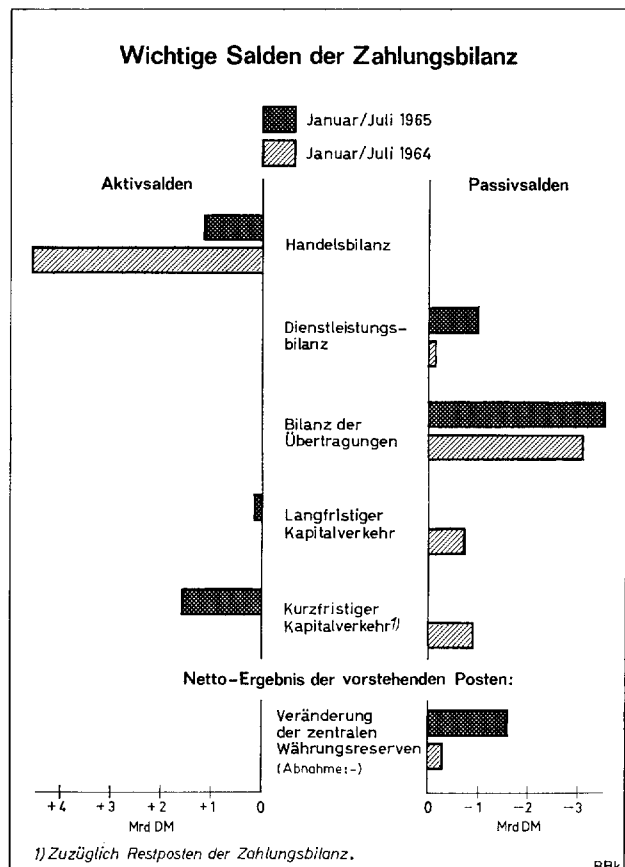 Wichtige Salden der Zahlungsbilanz
Januar/Juli 1965
Januar/Juli 1964
Aktivsalden
Passivsalden
Handelsbilanz
Dienstleistungs-
bilanz
Bilanz der
Übertragungen
Langfristiger
Kapitalverkehr
Kurzfristiger
Kapitalverkehr1)
Netto-Ergebnis der vorstehenden Posten:
Veränderung
der zentralen
Währungsreserven
(Abnahme:-)
+4 +3 +2 +1 0 0 -1 -2 -3
Mrd DM Mrd DM
1) Zuzüglich Restposten der Zahlungsbilanz.
BBk